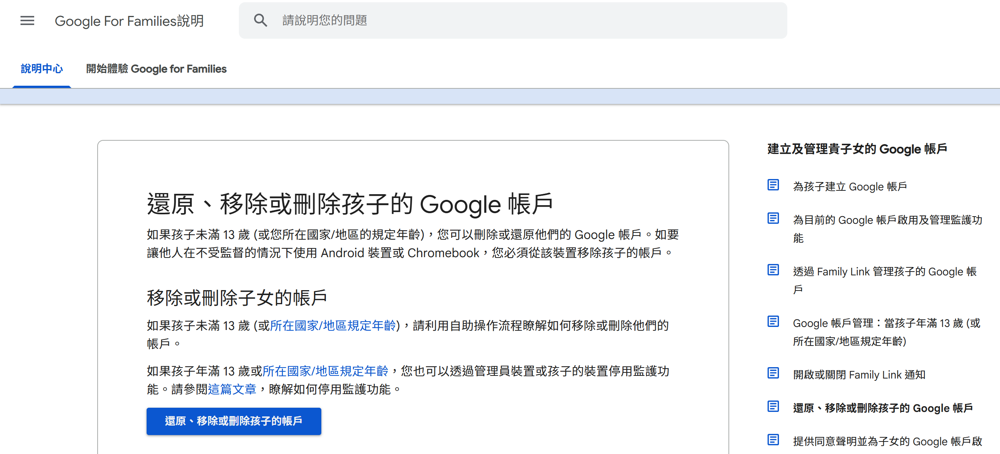 Google For Families說明
請說明您的問題
說明中心
開始體驗 Google for Families
還原、移除或刪除孩子的 Google 帳戶
如果孩子未滿 13 歲 (或您所在國家/地區的規定年齡)，您可以刪除或還原他們的 Google 帳戶。如要
讓他人在不受監督的情況下使用 Android 裝置或 Chromebook，您必須從該裝置移除孩子的帳戶。
移除或刪除子女的帳戶
如果孩子未滿 13 歲 (或所在國家/地區規定年齡)，請利用自助操作流程瞭解如何移除或刪除他們的
帳戶。
如果孩子年滿 13 歲或所在國家/地區規定年齡，您也可以透過管理員裝置或孩子的裝置停用監護功
能。請參閱這篇文章，瞭解如何停用監護功能。
還原、移除或刪除孩子的帳戶
建立及管理貴子女的 Google 帳戶
為孩子建立 Google 帳戶
為目前的 Google 帳戶啟用及管理監護功
能
透過 Family Link 管理孩子的 Google 帳
戶
Google 帳戶管理：當孩子年滿 13 歲 (或
所在國家/地區規定年齡)
開啟或關閉 Family Link 通知
還原、移除或刪除孩子的 Google 帳戶
提供同意聲明並為子女的 Google 帳戶啟